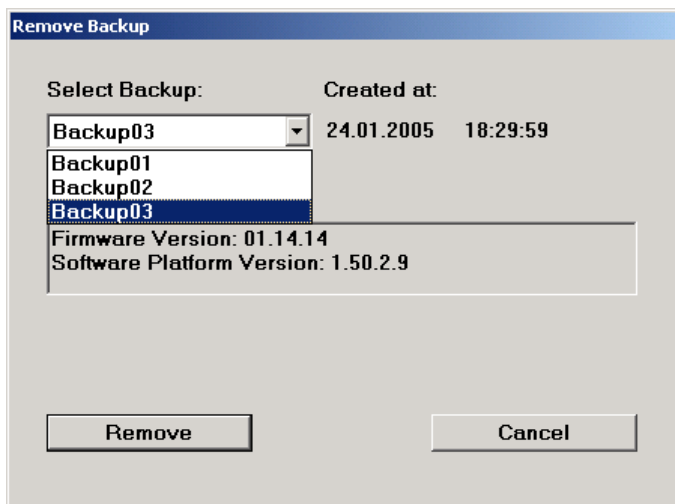 Remove Backup
Select Backup: Created at:
Backup03 24.01.2005 18:29:59
Backup01
Backup02
Backup03
Firmware Version: 01.14.14
Software Platform Version: 1.50.2.9
Remove Cancel